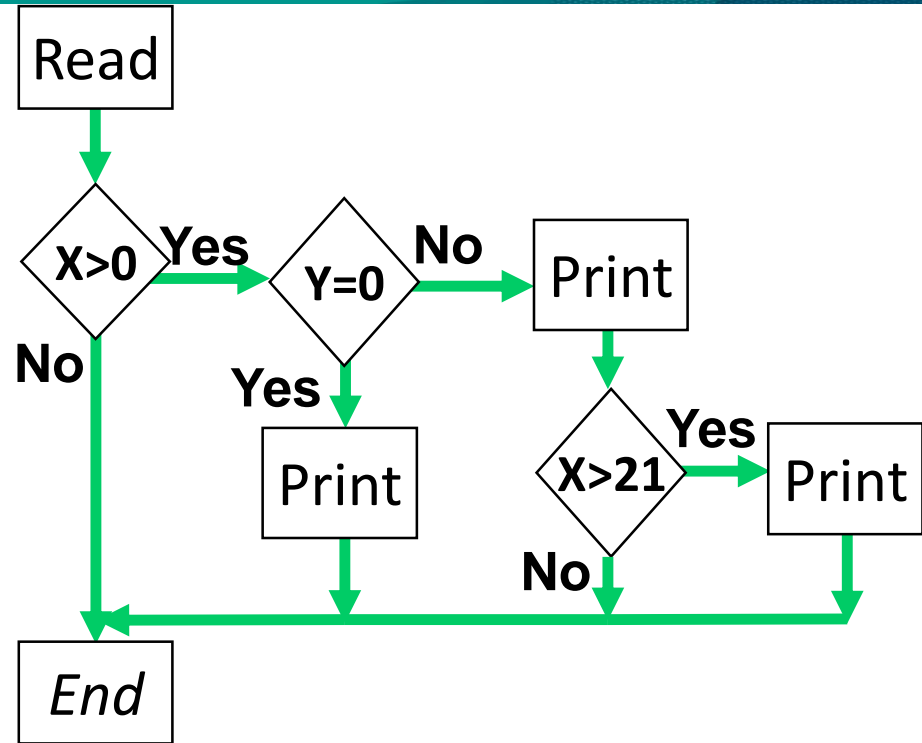 Read
X>0
Yes
Y=0
No
Print
No
Yes
Print
X>21
Yes
Print
No
End